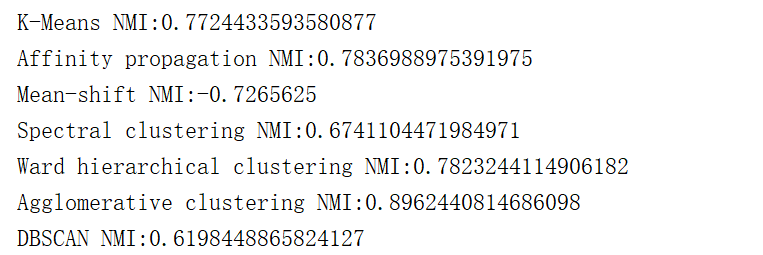 K-Means NMI:0.7724433593580877
Affinity propagation NMI:0.7836988975391975
Mean-shift NMI:-0.7265625
Spectral clustering NMI:0.6741104471984971
Ward hierarchical clustering NMI:0.7823244114906182
Agglomerative clustering NMI:0.8962440814686098
DBSCAN NMI:0.6198448865824127